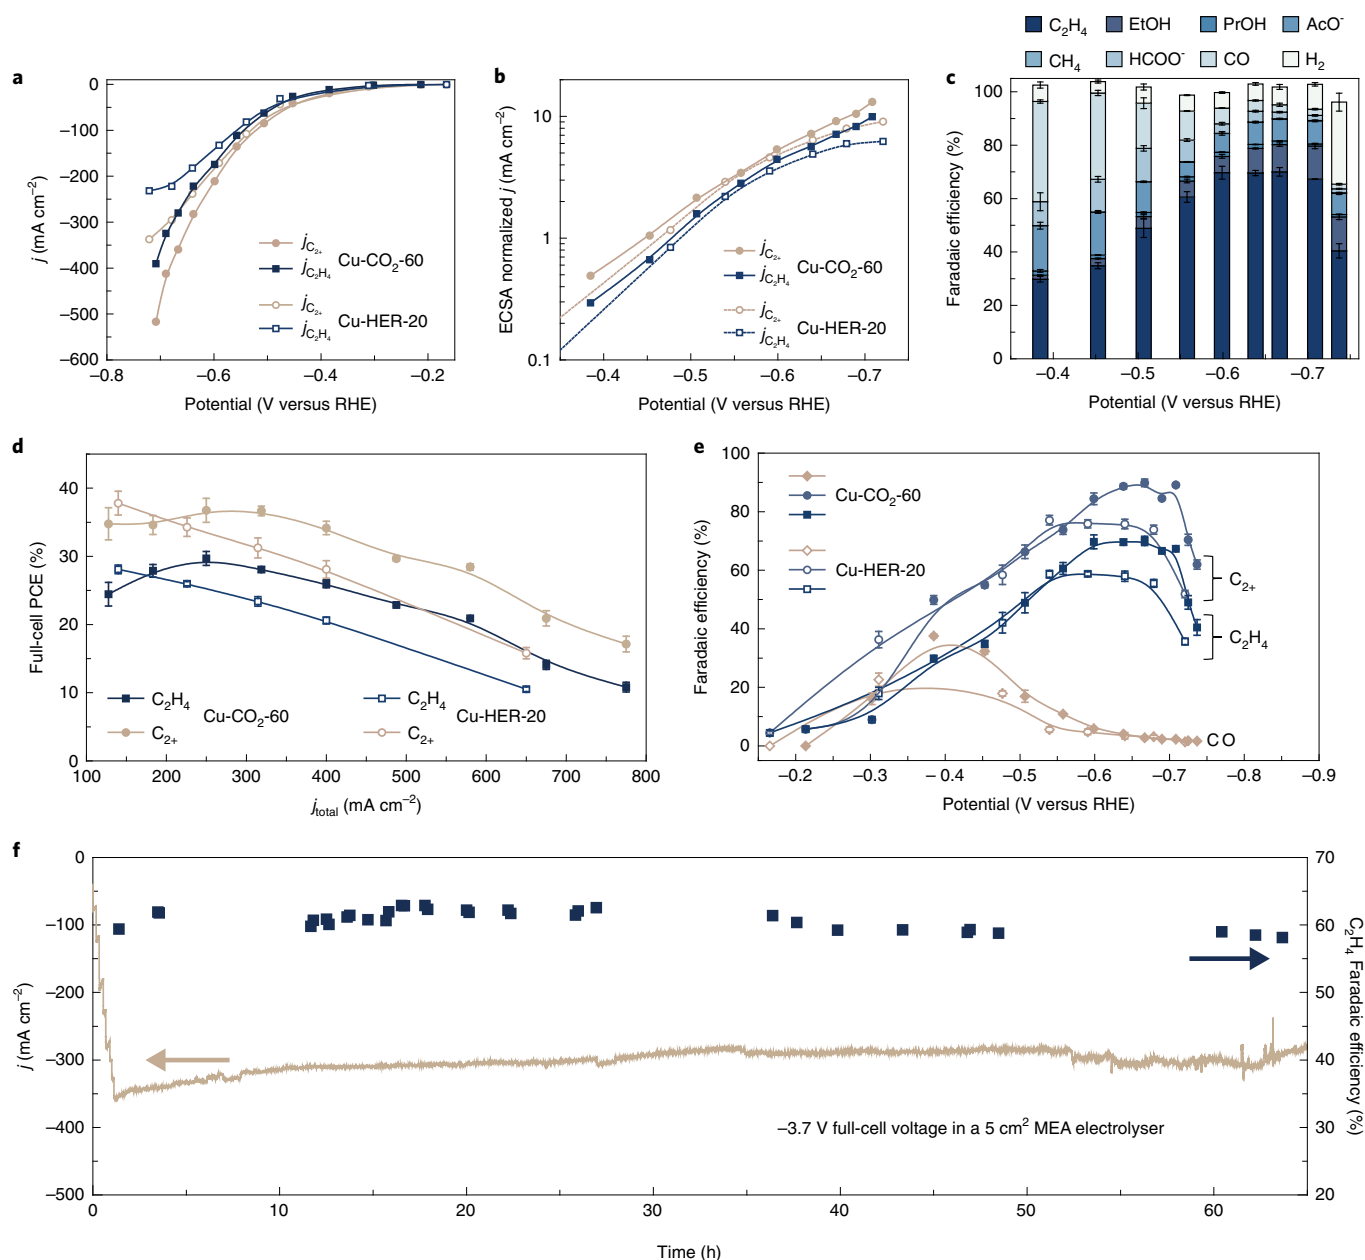 C₂H₄ EtOH PrOH AcO⁻
CH₄ HCOO⁻ CO H₂
a
0
–100
–200
–300
–400
–500
–600
j (mA cm⁻²)
j_C₂₊
j_C₂H₄
Cu-CO₂-60
j_C₂₊
j_C₂H₄
Cu-HER-20
–0.8 –0.6 –0.4 –0.2
Potential (V versus RHE)
b
10
1
0.1
ECSA normalized j (mA cm⁻²)
j_C₂₊
j_C₂H₄
Cu-CO₂-60
j_C₂₊
j_C₂H₄
Cu-HER-20
–0.4 –0.5 –0.6 –0.7
Potential (V versus RHE)
c
100
80
60
40
20
0
Faradaic efficiency (%)
–0.4 –0.5 –0.6 –0.7
Potential (V versus RHE)
d
40
30
20
10
0
Full-cell PCE (%)
C₂H₄
C₂₊
Cu-CO₂-60
C₂H₄
C₂₊
Cu-HER-20
100 200 300 400 500 600 700 800
j_total (mA cm⁻²)
e
100
80
60
40
20
0
Faradaic efficiency (%)
Cu-CO₂-60
Cu-HER-20
C₂₊
C₂H₄
CO
–0.2 –0.3 –0.4 –0.5 –0.6 –0.7 –0.8 –0.9
Potential (V versus RHE)
f
0
–100
–200
–300
–400
–500
j (mA cm⁻²)
70
60
50
40
30
20
C₂H₄ Faradaic
efficiency (%)
–3.7 V full-cell voltage in a 5 cm² MEA electrolyser
0 10 20 30 40 50 60
Time (h)